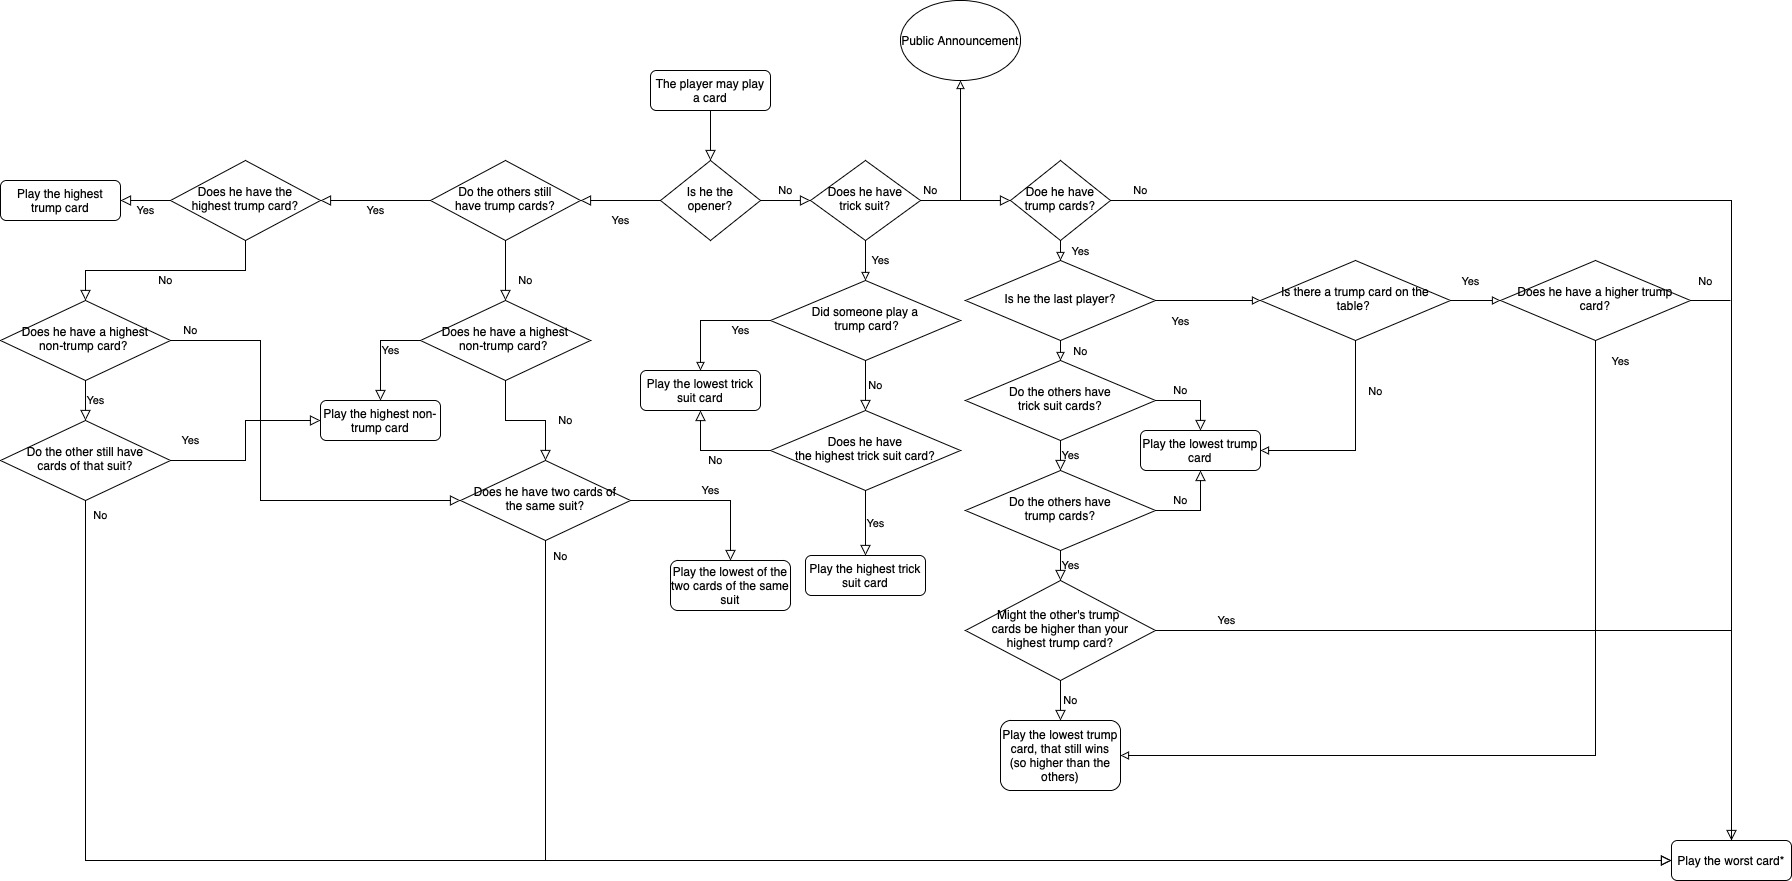 Public Announcement
The player may play
a card
Play the highest
trump card
Yes
Does he have the
highest trump card?
Yes
Do the others still
have trump cards?
Yes
Is he the
opener?
No
Does he have
trick suit?
No
Doe he have
trump cards?
No
No
No
Yes
Yes
Does he have a highest
non-trump card?
No
Does he have a highest
non-trump card?
Yes
Did someone play a
trump card?
Yes
Is he the last player?
Yes
Is there a trump card on the
table?
Yes
Does he have a higher trump
card?
No
No
Yes
No
Yes
Play the highest non-
trump card
No
Play the lowest trick
suit card
No
Do the others have
trick suit cards?
No
Play the lowest trump
card
Do the other still have
cards of that suit?
Yes
Does he have
the highest trick suit card?
No
Yes
No
Does he have two cards of
the same suit?
Yes
Do the others have
trump cards?
No
No
Yes
Yes
Play the lowest of the
two cards of the same
suit
Play the highest trick
suit card
Might the other's trump
cards be higher than your
highest trump card?
Yes
No
Play the lowest trump
card, that still wins
(so higher than the
others)
Play the worst card*